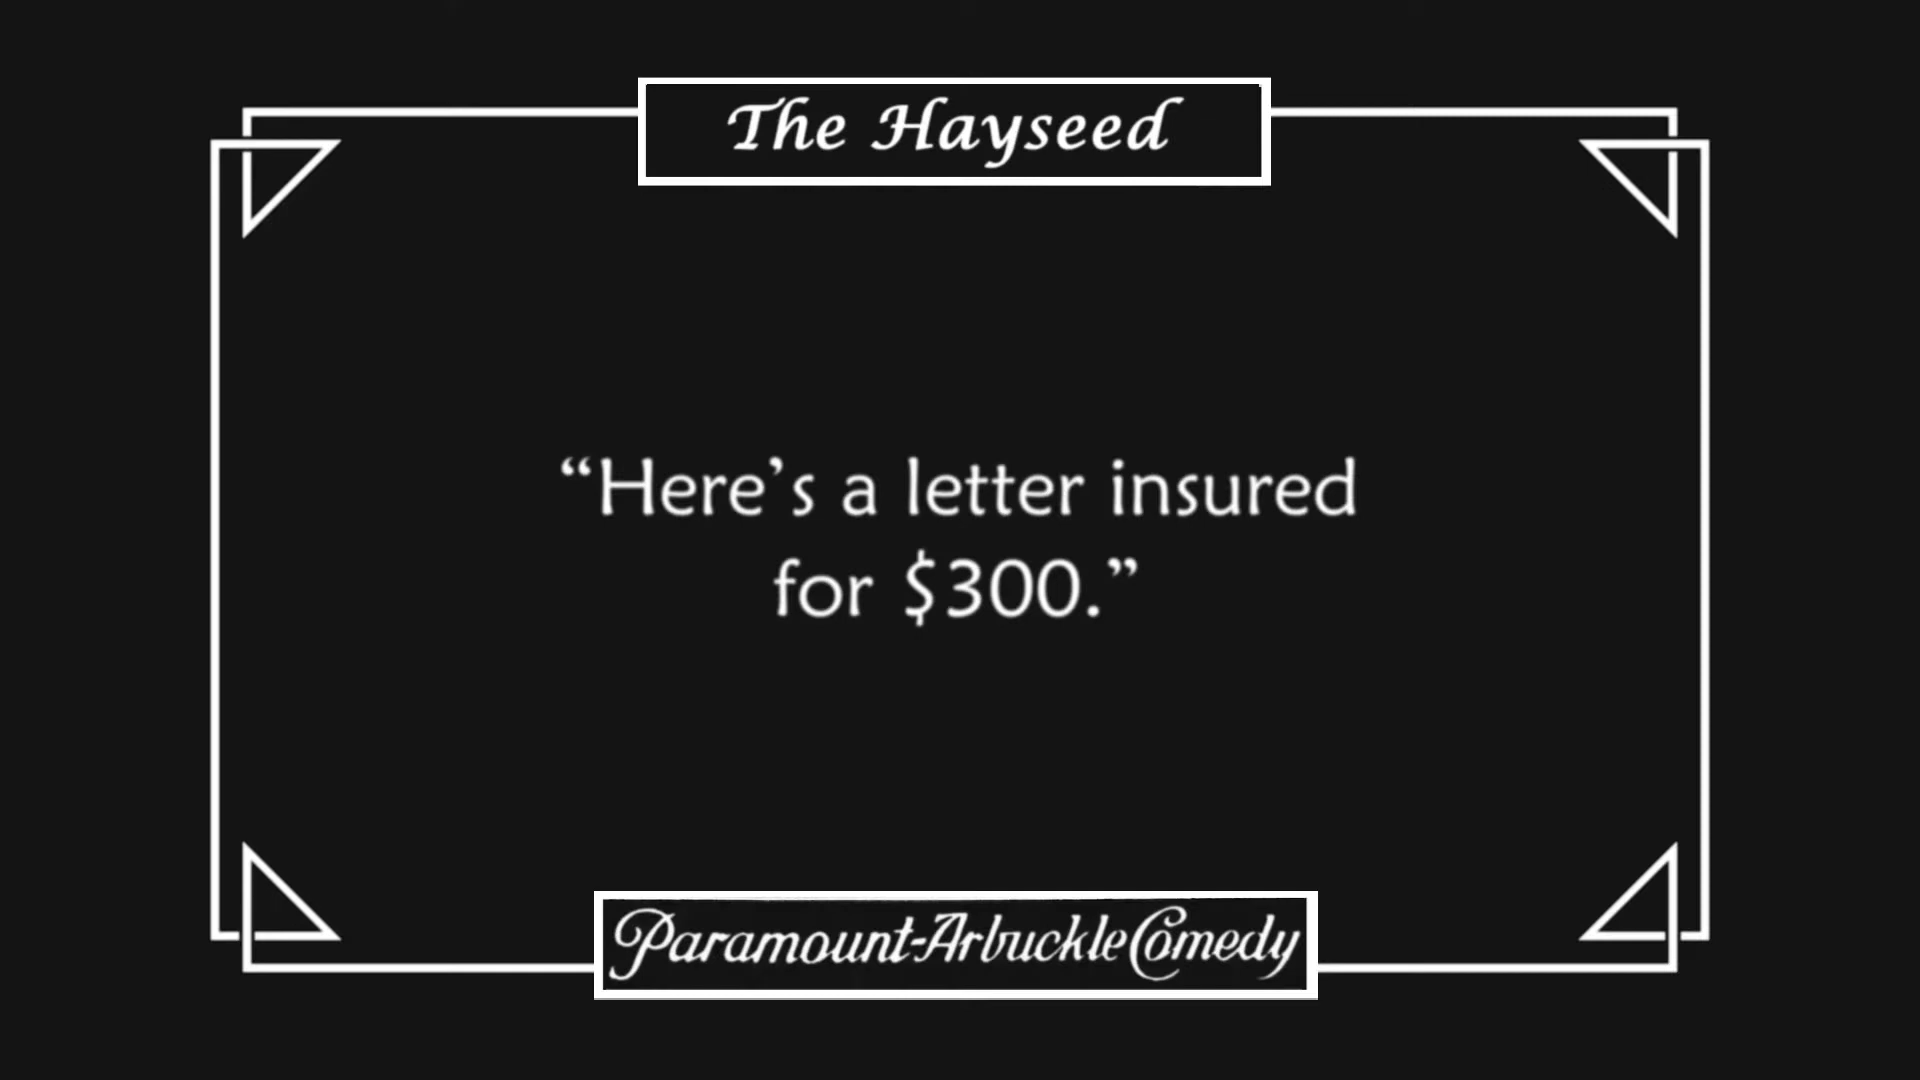 The Hayseed
“Here’s a letter insured
for $300.”
Paramount-Arbuckle Comedy